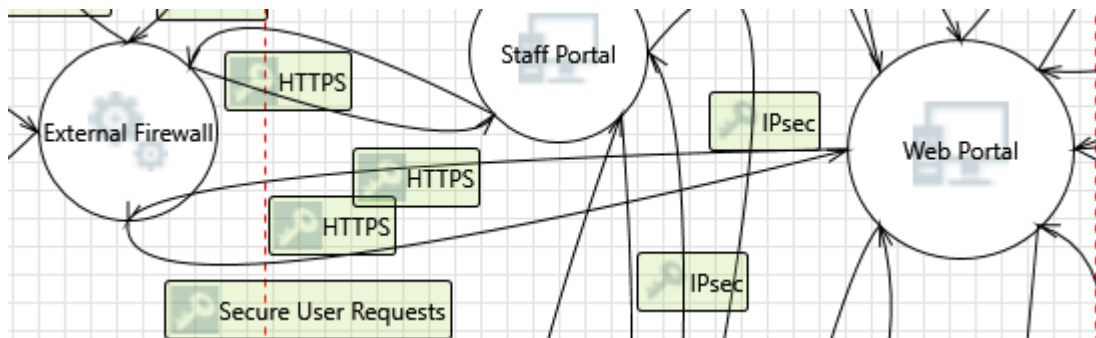 Staff Portal
HTTPS
IPsec
External Firewall
Web Portal
HTTPS
HTTPS
IPsec
Secure User Requests